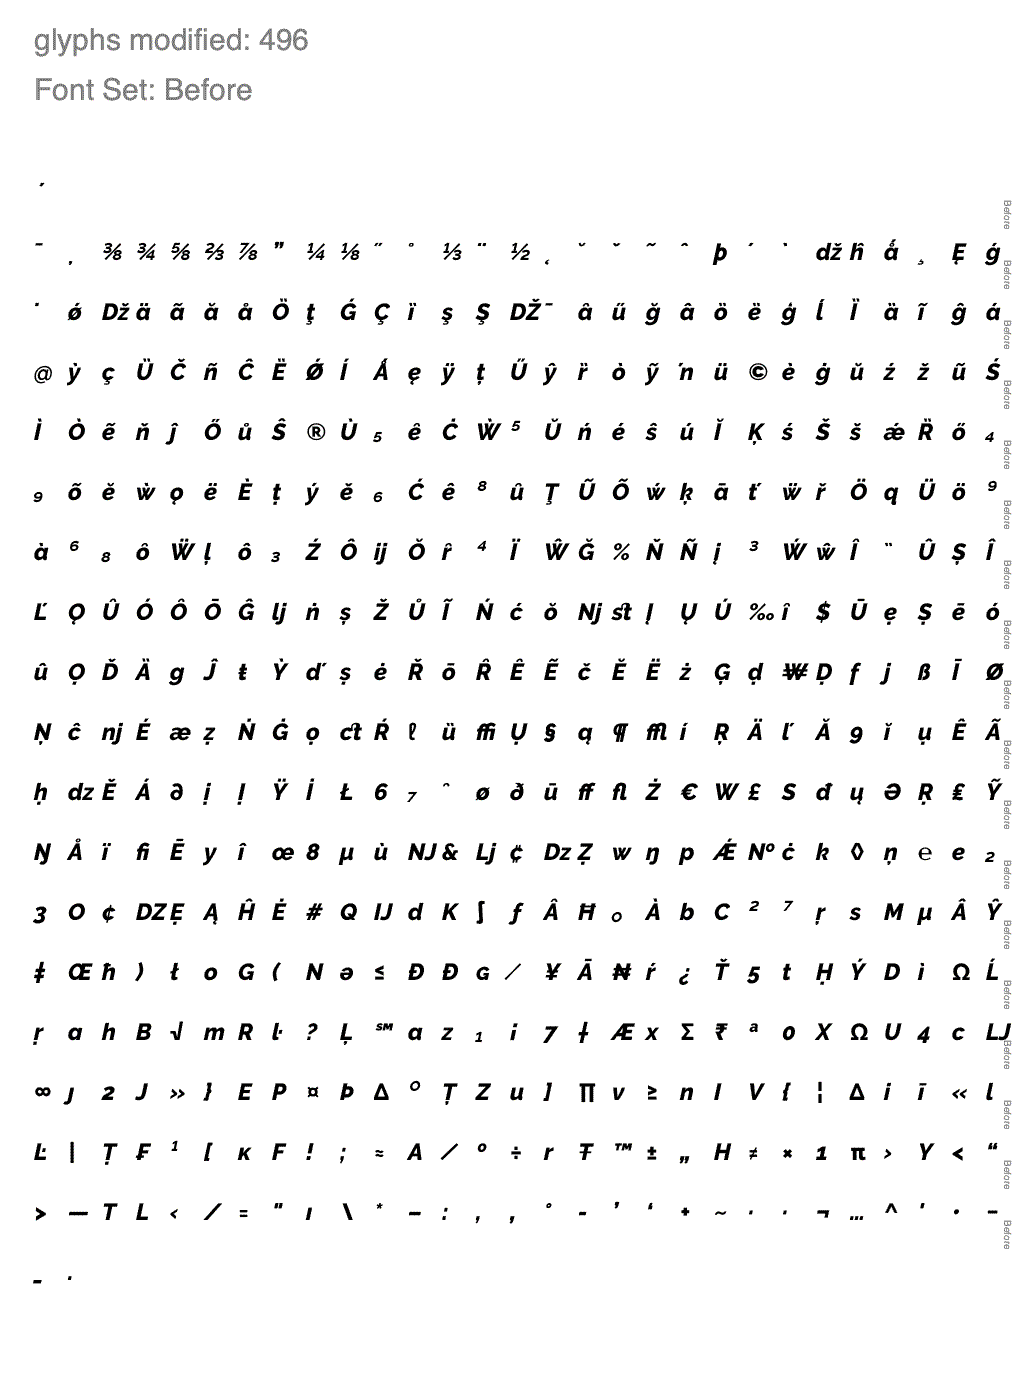 glyphs modified: 496
Font Set: Before
´
Before
¯ ̣ ⅜ ¾ ⅝ ⅔ ⅞ ” ¼ ⅛ ˝ ˚ ⅓ ¨ ½ ˛ ˘ ˇ ˜ ˆ þ ´ ` dž ĥ ǻ ¸ Ę ǵ
Before
˙ ǿ Dž ä ã ă å Ö ţ Ǵ Ç ï ş Ş DŽ ¯ â ű ğ â ö ë ģ ĺ Ï ä ĩ ĝ á
Before
@ ỳ ç Ü Č ñ Ĉ Ë Ǿ Í Ǻ ę ÿ ț Ű ŷ ȑ ò ỹ ŉ ü © è ġ ŭ ź ž ũ Ś
Before
Ì Ò ẽ ň ĵ Ő ů Ŝ ® Ù ₅ ê Ċ Ẁ ⁵ Ŭ ń é ŝ ú Ĭ Ķ ś Š š ǽ Ȑ ő ₄
Before
₉ õ ĕ ẁ ǫ ë È ṭ ý ě ₆ Ć ê ⁸ û Ţ Ũ Õ ẃ ķ ā ť ẅ ř Ö q Ü ö ⁹
Before
à ⁶ ₈ ô Ẅ ļ ô ₃ Ź Ô ij Ŏ ȓ ⁴ Ï Ŵ Ğ % Ň Ñ į ³ Ẃ ŵ Î Û Ș Î
Before
Ľ Ǫ Û Ó Ô Ō Ĝ lj ṅ ș Ž Ů Ĩ Ń ć ŏ Nj st Į Ų Ú ‰ î $ Ū ẹ Ṣ ē ó
Before
û Ọ Ď Ȁ g Ĵ ŧ Ỳ ď ṣ ė Ř ō Ȓ Ê Ẽ č Ě Ë ż Ģ ḍ ₩ Ḍ f j ß Ī Ø
Before
Ņ ĉ nj É æ ẓ Ṅ Ġ ọ ct Ŕ ℓ ȕ ffi Ụ § ą ¶ ffl í Ŗ Ä ľ Ă 9 ĭ ụ Ê Ã
Before
ḥ dz Ĕ Á ∂ ị Ị Ÿ İ Ł 6 ₇ ø ð ū ff fl Ż € W £ S đ ų Ə Ṛ ₤ Ỹ
Before
Ŋ Å ï fi Ē y î œ 8 µ ù NJ & Lj ₵ Dz Ẓ w ŋ p Ǽ № ċ k ◊ ņ ℮ e ₂
Before
3 O ¢ DZ Ẹ Ą Ĥ Ė # Q IJ d K ʃ ƒ Â Ħ ₀ À b C ² ⁷ ŗ s M μ Â Ŷ
Before
‡ Œ ħ ) ł o G ( N ə ≤ Đ Ð ɢ ⁄ ¥ Ā ₦ ŕ ¿ Ť 5 t Ḥ Ý D ì Ω Ĺ
Before
ṛ a h B √ m R ŀ ? Ļ ℠ a z ₁ i 7 † Æ x Σ ₹ ª 0 X Ω U 4 c LJ
Before
∞ ȷ 2 J » } E P ¤ Þ ∆ ⁰ Ț Z u ] ∏ v ≥ n I V { ¦ Δ i ī « l
Before
Ŀ | Ṭ ₣ ¹ [ ĸ F ! ; ≈ A ∕ º ÷ r Ŧ ™ ± „ H ≠ × 1 π › Y < “
Before
> — T L ‹ / = " ı \ * – : ‚ , ° - ’ ‘ + ~ · · ¬ … ^ ' • −
Before
- .